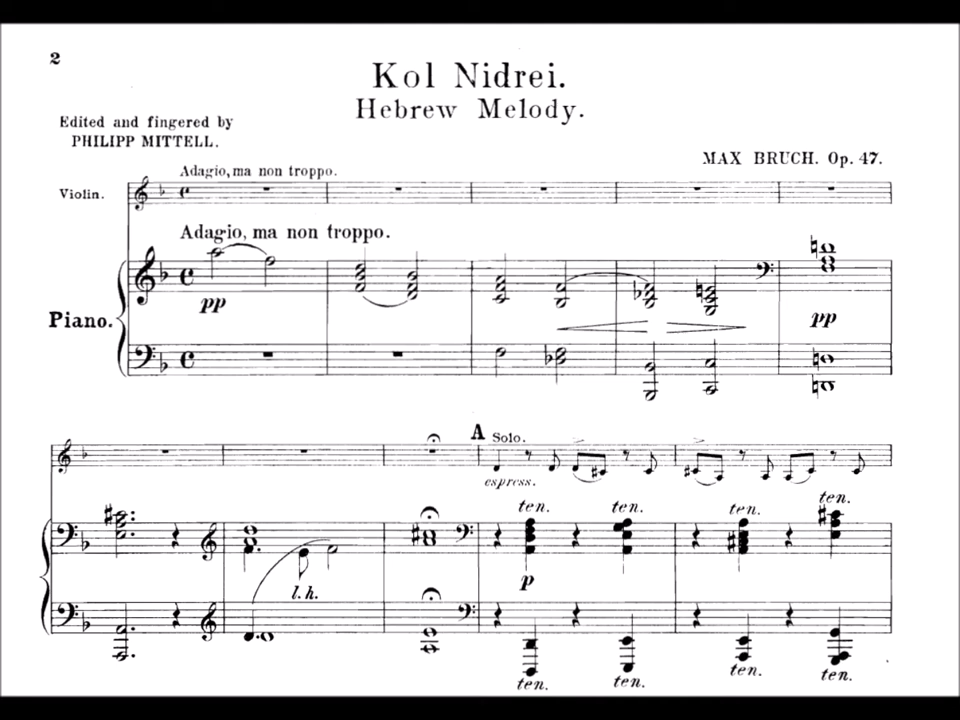 2
Kol Nidrei.
Hebrew Melody.
Edited and fingered by
PHILIPP MITTELL.
MAX BRUCH. Op. 47.
Adagio, ma non troppo.
Violin.
Adagio, ma non troppo.
pp
Piano.
pp
A Solo.
espress.
ten. ten. ten. ten.
p
l.h.
ten. ten. ten. ten.